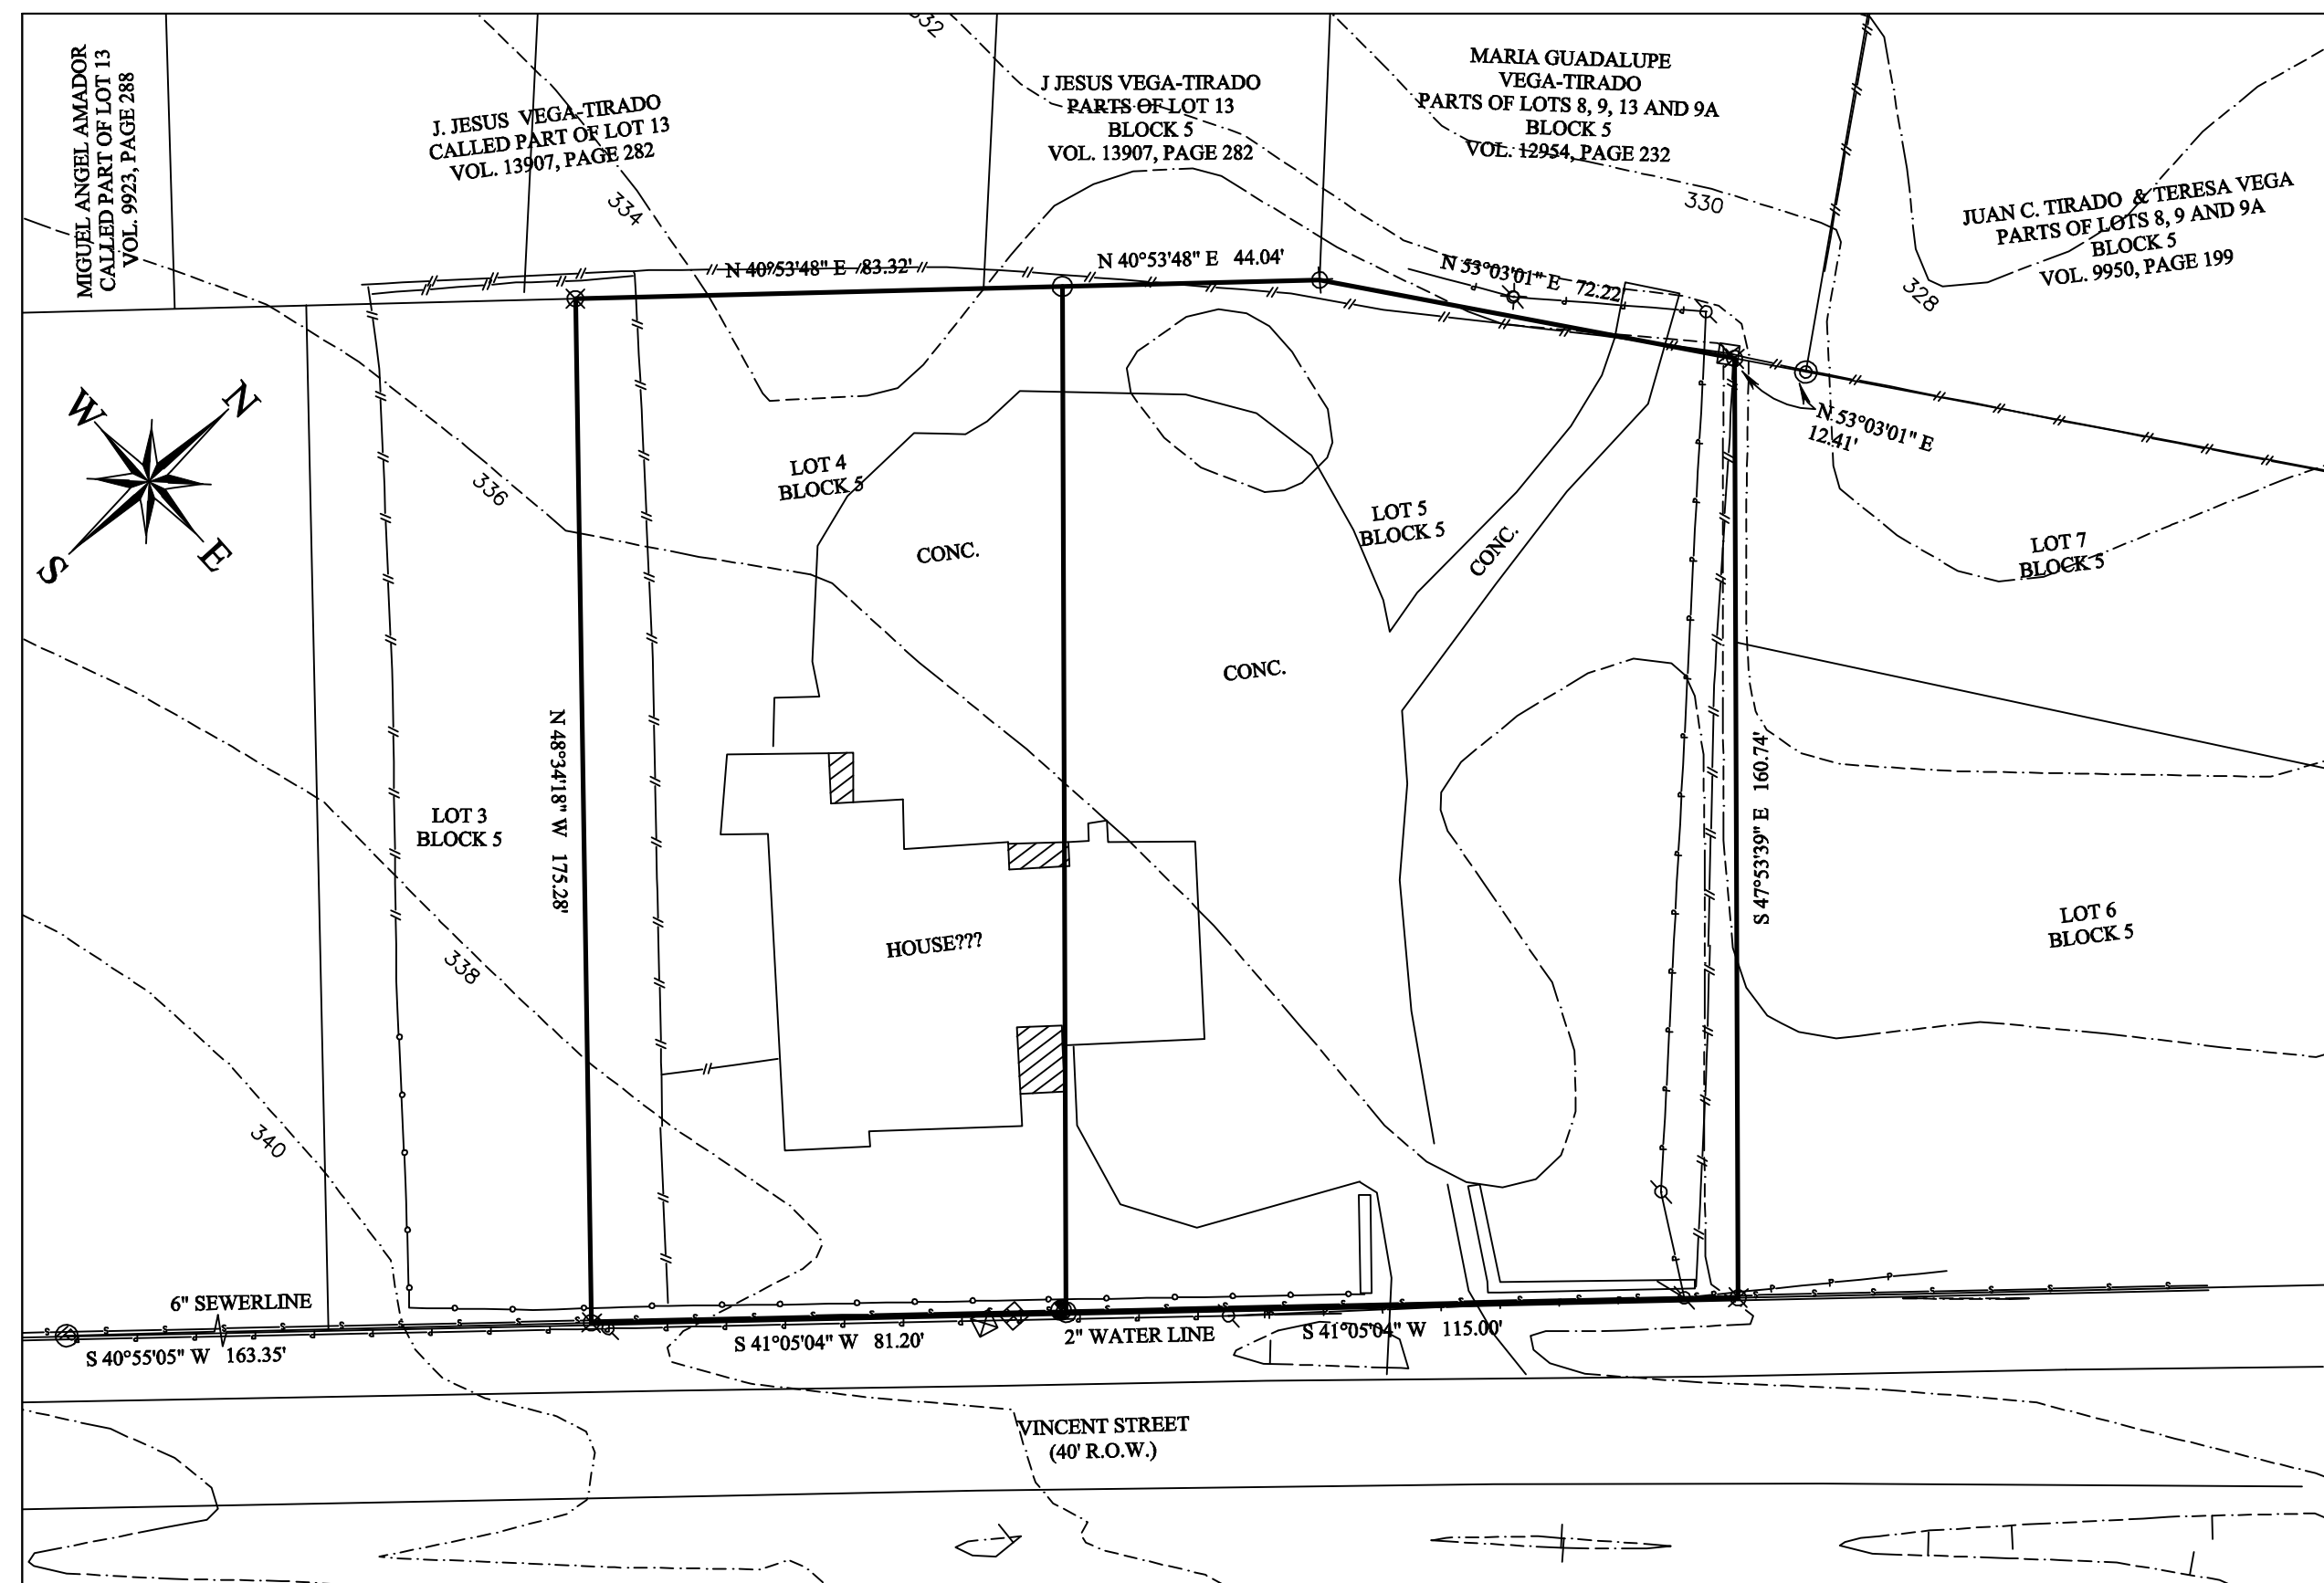 MIGUEL ANGEL AMADOR
CALLED PART OF LOT 13
VOL. 9923, PAGE 288
J. JESUS VEGA-TIRADO
CALLED PART OF LOT 13
VOL. 13907, PAGE 282
332
J JESUS VEGA-TIRADO
PARTS OF LOT 13
BLOCK 5
VOL. 13907, PAGE 282
MARIA GUADALUPE
VEGA-TIRADO
PARTS OF LOTS 8, 9, 13 AND 9A
BLOCK 5
VOL. 12954, PAGE 232
JUAN C. TIRADO & TERESA VEGA
PARTS OF LOTS 8, 9 AND 9A
BLOCK 5
VOL. 9950, PAGE 199
334
330
328
N 40°53'48" E 83.32'
N 40°53'48" E 44.04'
N 53°03'01" E 72.22
N 53°03'01" E
12.41'
W
N
S
E
336
LOT 4
BLOCK 5
CONC.
LOT 5
BLOCK 5
CONC.
LOT 7
BLOCK 5
CONC.
N 48°34'18" W 175.28'
S 47°53'39" E 160.74'
LOT 3
BLOCK 5
HOUSE???
LOT 6
BLOCK 5
338
340
6" SEWERLINE
S 40°55'05" W 163.35'
S 41°05'04" W 81.20'
2" WATER LINE
S 41°05'04" W 115.00'
VINCENT STREET
(40' R.O.W.)